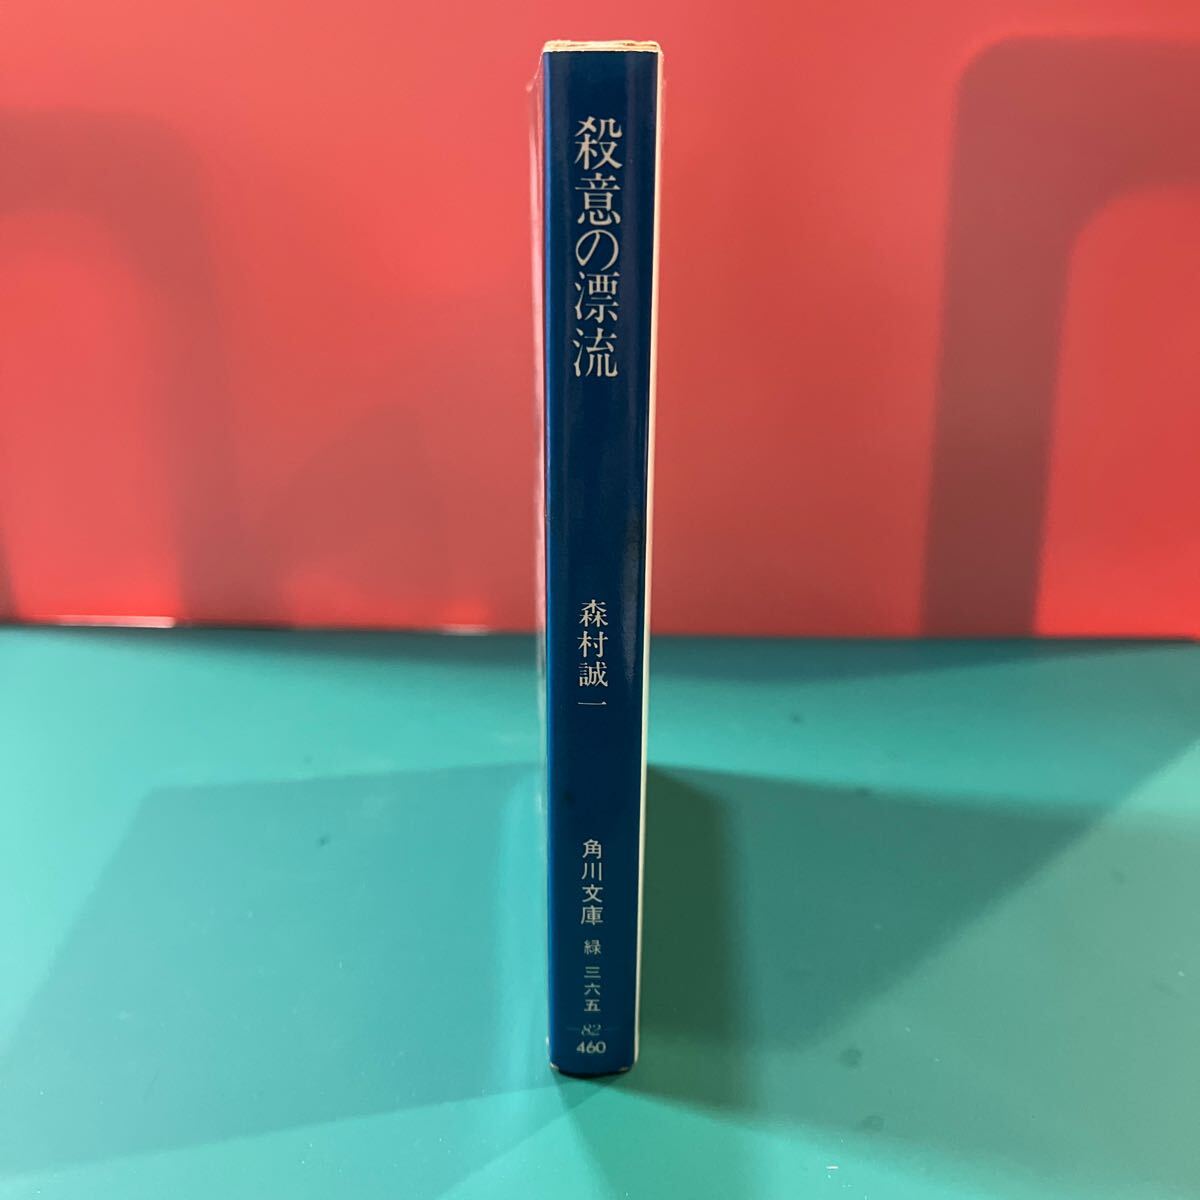 殺意の漂流
森村誠一
角川文庫
緑 三六五
82
460